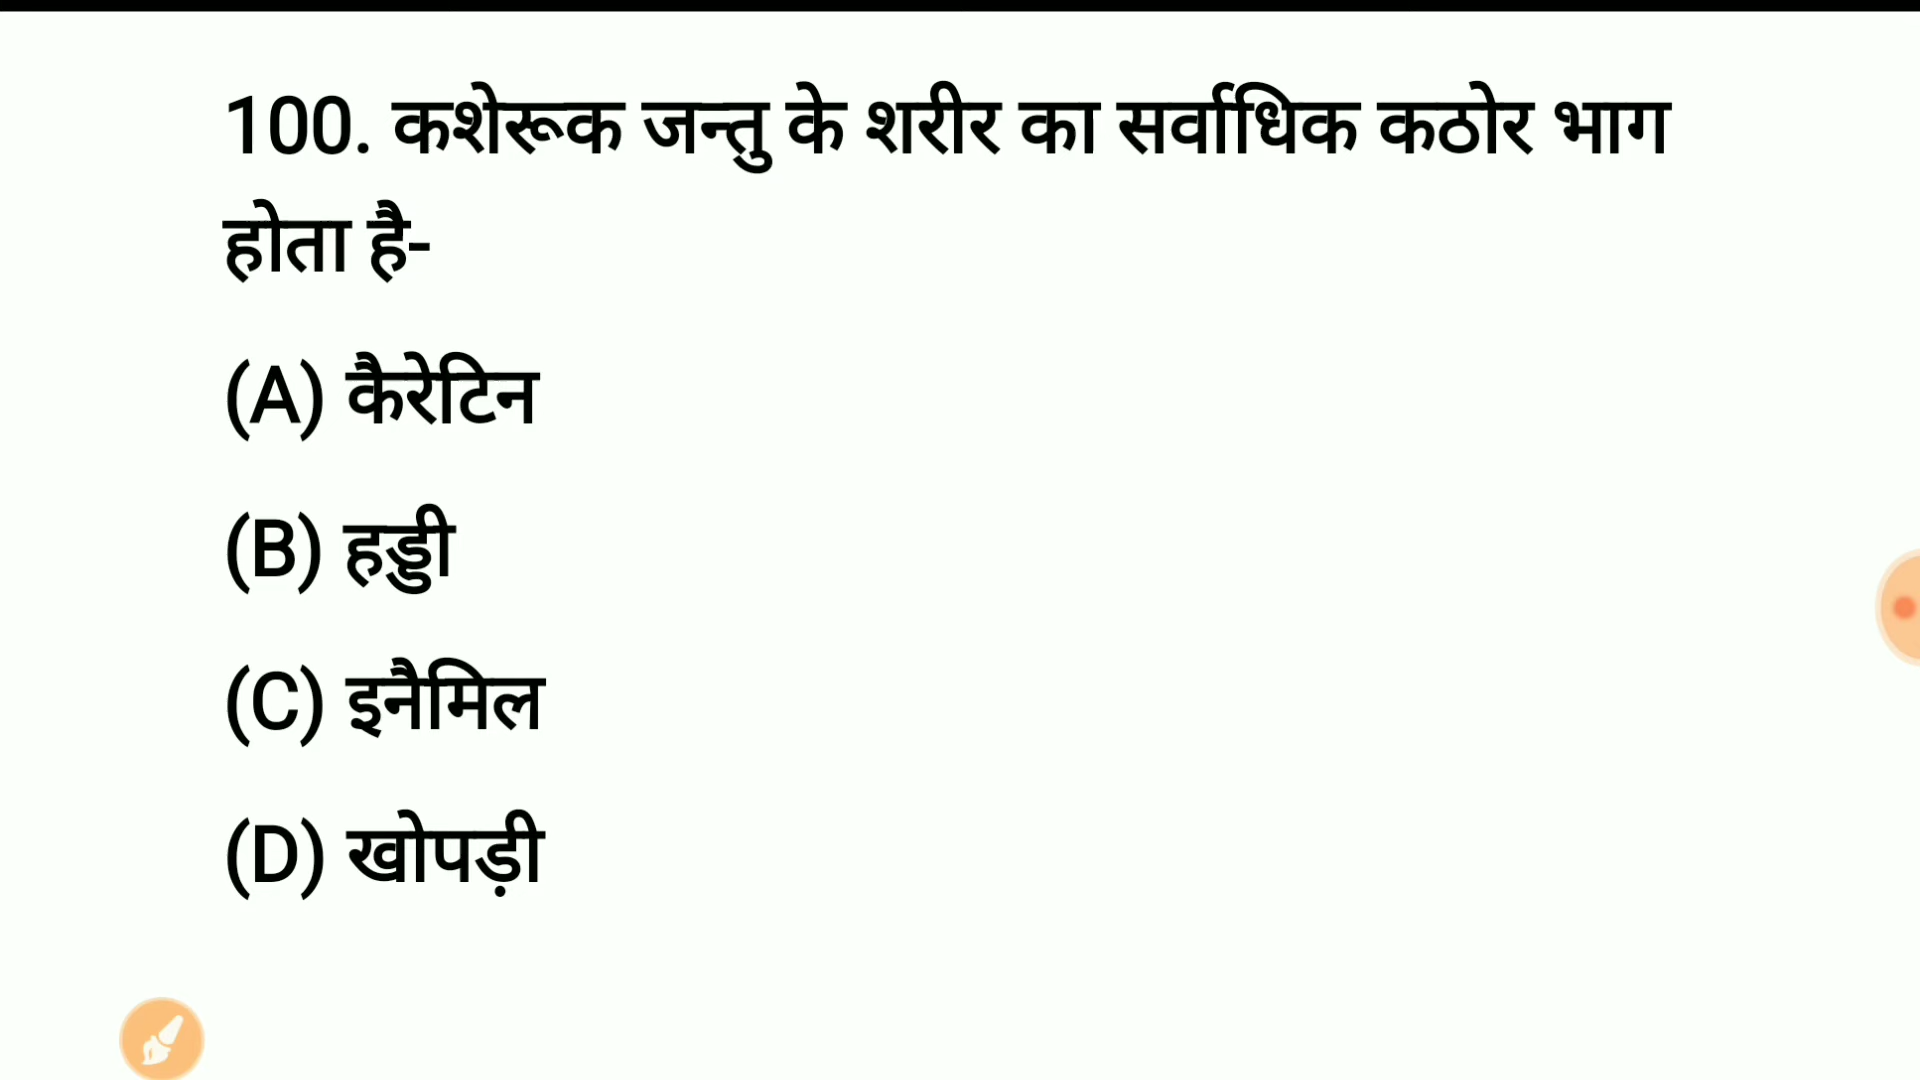 100. कशेरूक जन्तु के शरीर का सर्वाधिक कठोर भाग
होता है-
(A) कैरेटिन
(B) हड्डी
(C) इनैमिल
(D) खोपड़ी